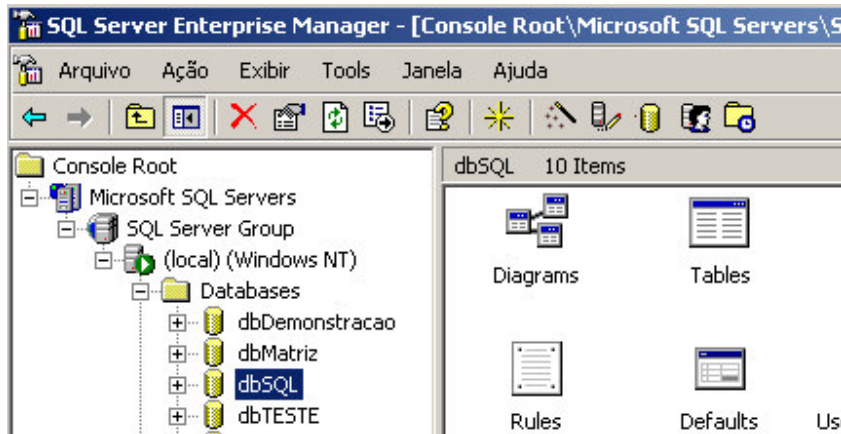 SQL Server Enterprise Manager - [Console Root\Microsoft SQL Servers\S
Arquivo Ação Exibir Tools Janela Ajuda
Console Root
Microsoft SQL Servers
SQL Server Group
(local) (Windows NT)
Databases
dbDemonstracao
dbMatriz
dbSQL
dbTESTE
dbSQL 10 Items
Diagrams Tables
Rules Defaults Us